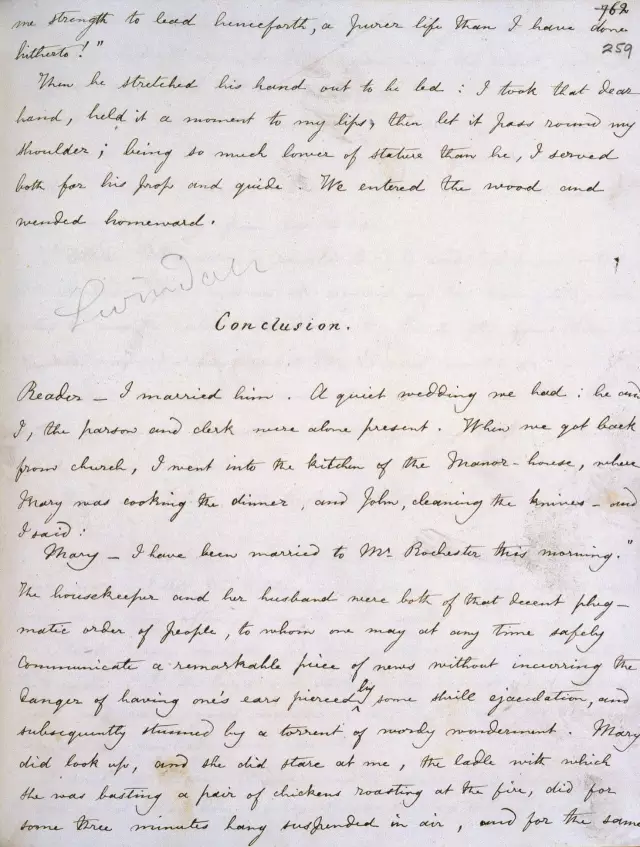 762
me strength to lead henceforth, a purer life than I have done
259
hitherto!"
Then he stretched his hand out to be led : I took that dear
hand, held it a moment to my lips, then let it pass round my
shoulder ; being so much lower of stature than he, I served
both for his prop and guide. We entered the wood and
wended homeward.
Conclusion.
Reader — I married him. A quiet wedding we had : he and
I, the parson and clerk were alone present. When we got back
from church, I went into the kitchen of the Manor-house, where
Mary was cooking the dinner, and John, cleaning the knives — and
I said :
Mary — I have been married to Mr Rochester this morning."
The housekeeper and her husband were both of that decent phleg-
matic order of people, to whom one may at any time safely
communicate a remarkable piece of news without incurring the
danger of having one's ears pierced by some shrill ejaculation, and
subsequently stunned by a torrent of wordy wonderment. Mary
did look up, and she did stare at me, the ladle with which
she was basting a pair of chickens roasting at the fire, did for
some three minutes hang suspended in air, and for the same